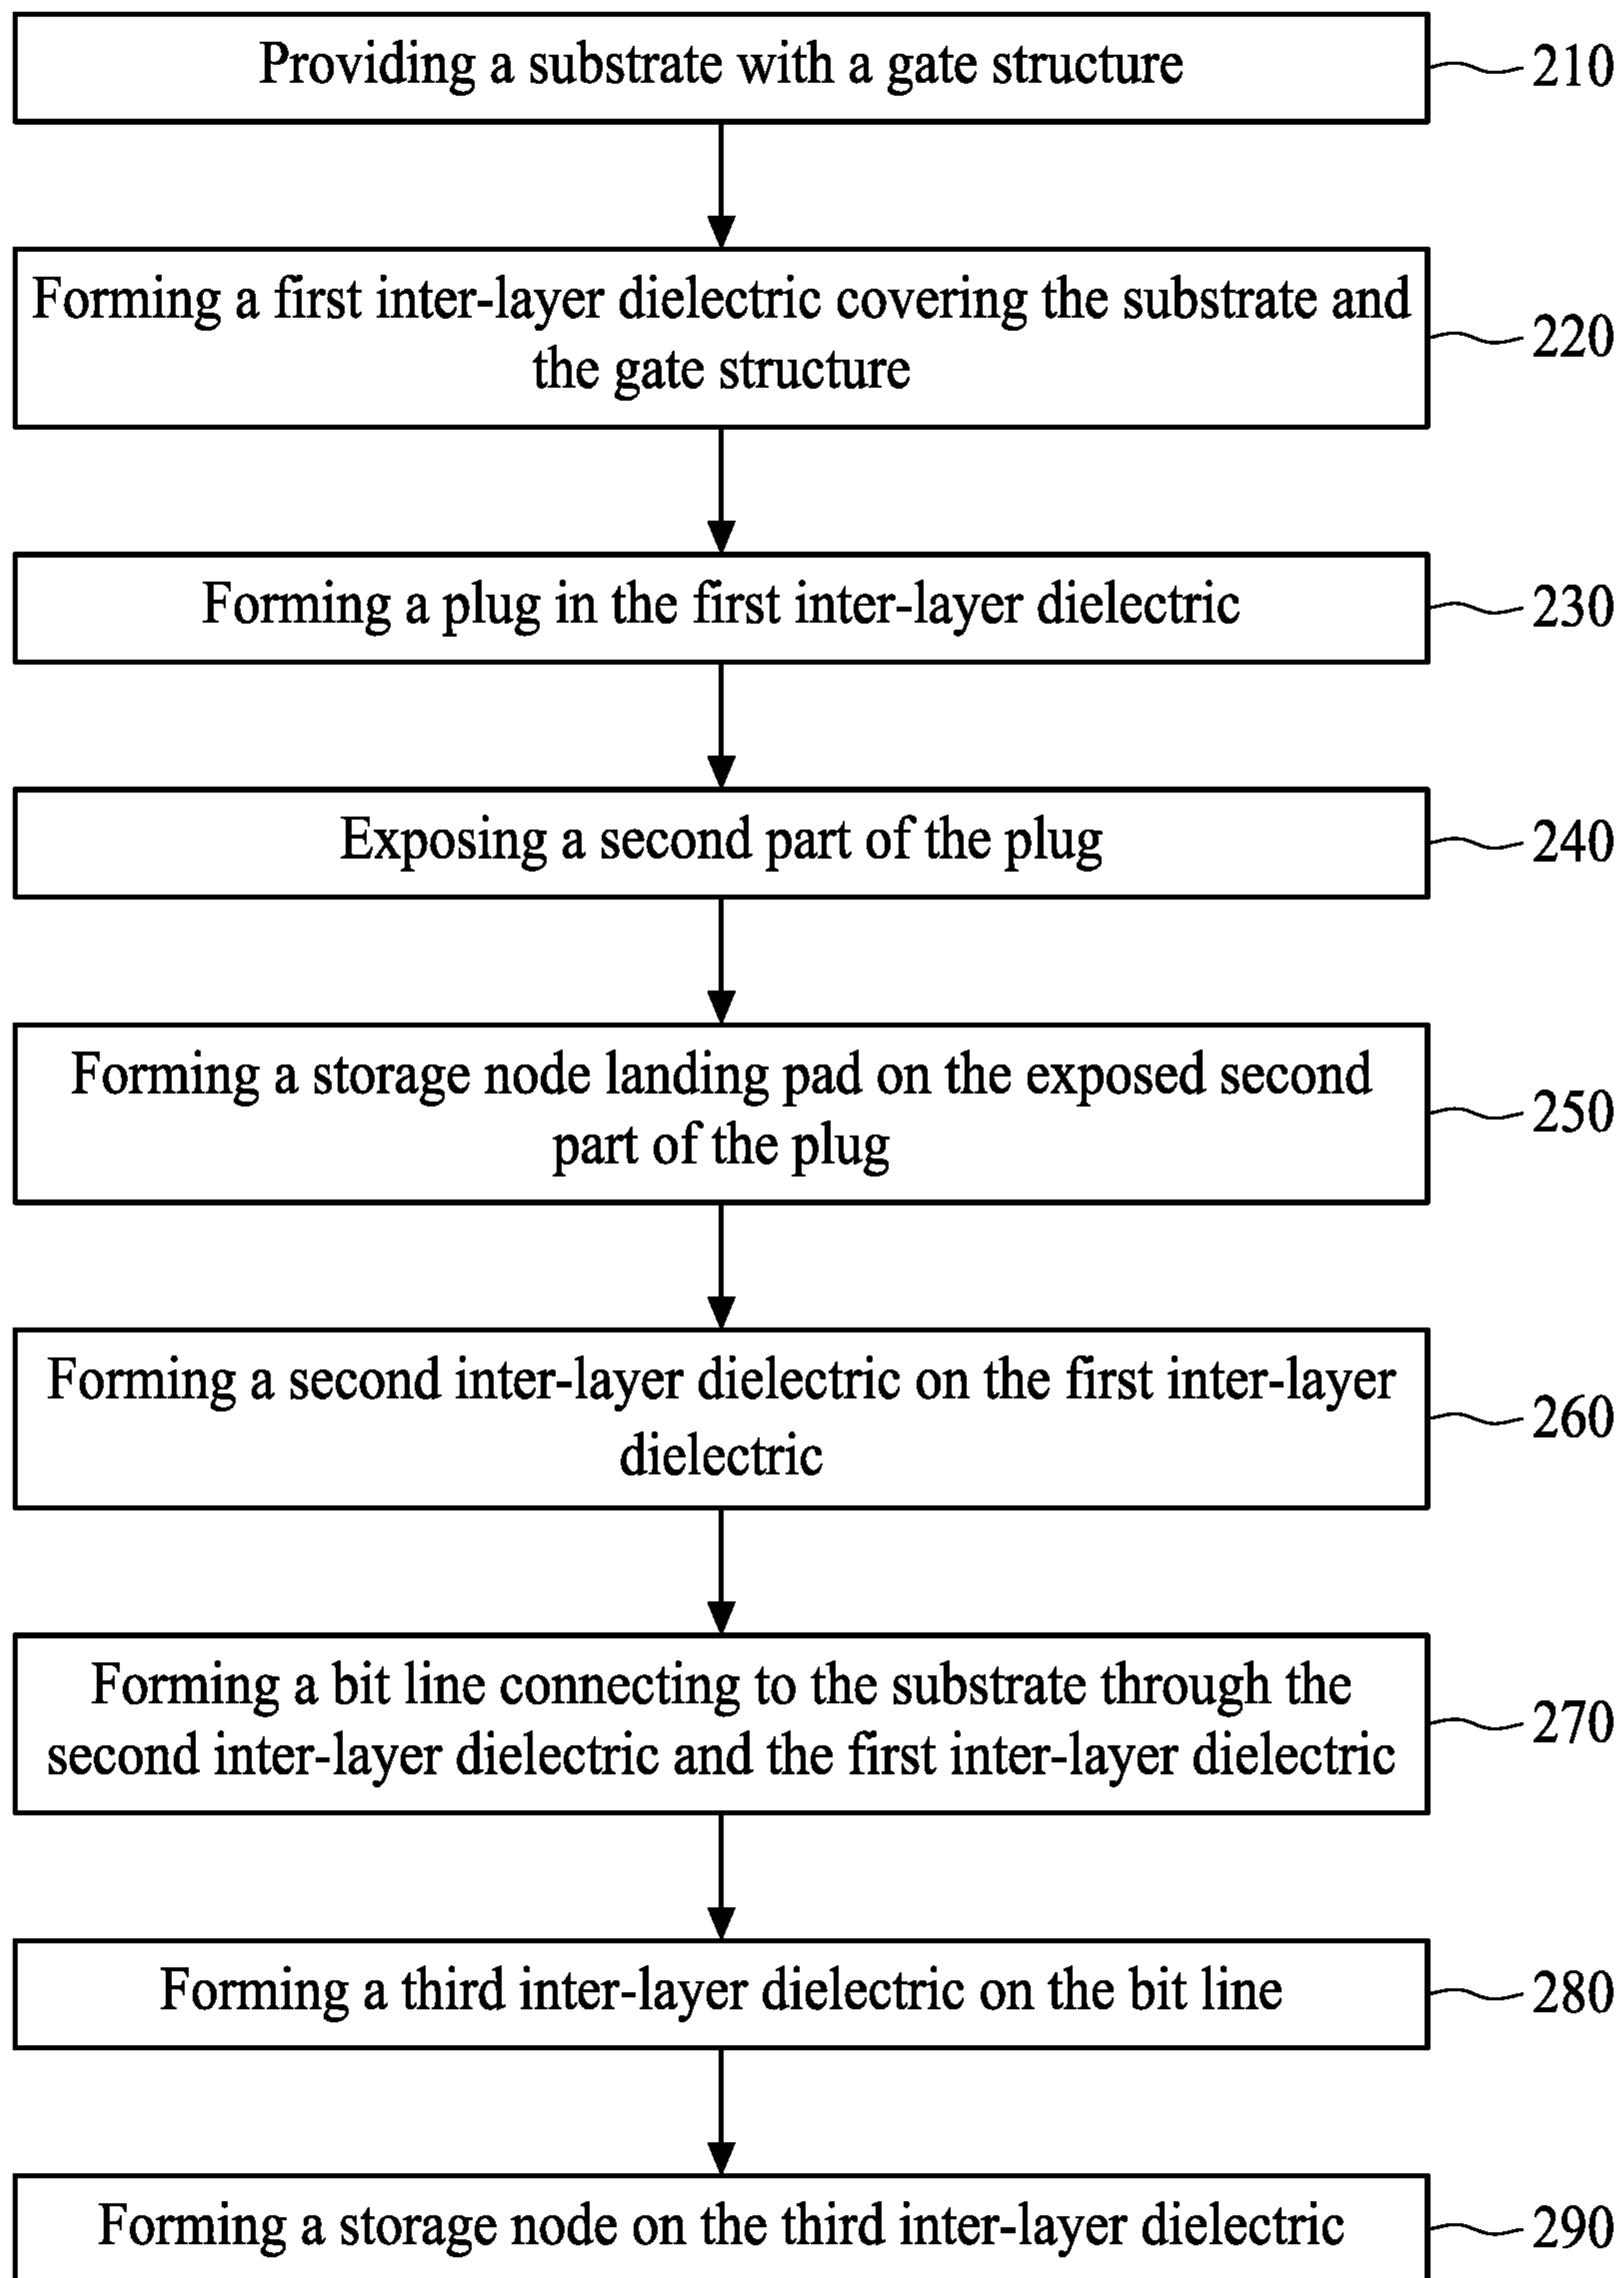 Providing a substrate with a gate structure
210
Forming a first inter-layer dielectric covering the substrate and
the gate structure
220
Forming a plug in the first inter-layer dielectric
230
Exposing a second part of the plug
240
Forming a storage node landing pad on the exposed second
part of the plug
250
Forming a second inter-layer dielectric on the first inter-layer
dielectric
260
Forming a bit line connecting to the substrate through the
second inter-layer dielectric and the first inter-layer dielectric
270
Forming a third inter-layer dielectric on the bit line
280
Forming a storage node on the third inter-layer dielectric
290